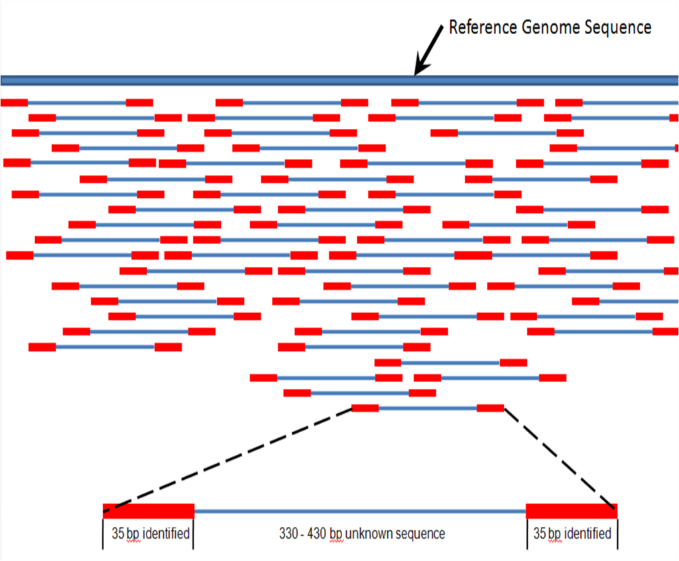 Reference Genome Sequence
35 bp identified
330 - 430 bp unknown sequence
35 bp identified